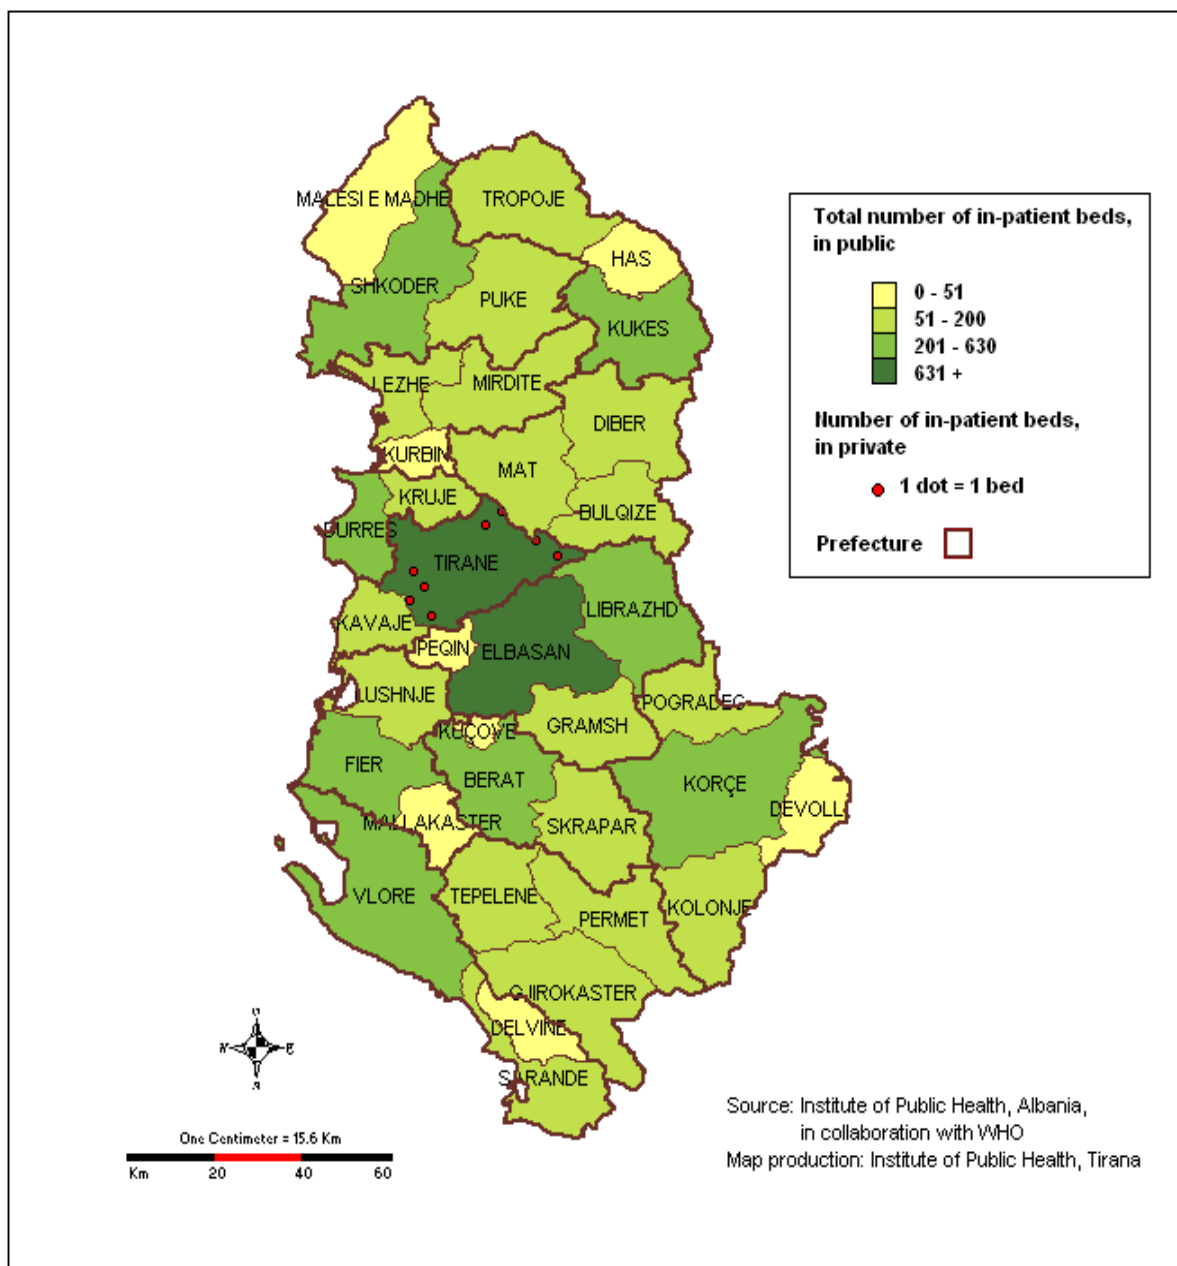 MALESI E MADHE
TROPOJE
HAS
SHKODER
PUKE
KUKES
LEZHE
MIRDITE
DIBER
KURBIN
MAT
KRUJE
BULQIZE
DURRES
TIRANE
LIBRAZHD
KAVAJE
PEQIN
ELBASAN
LUSHNJE
POGRADEC
GRAMSH
KUÇOVE
FIER
BERAT
KORÇE
DEVOLL
MALLAKASTER
SKRAPAR
VLORE
TEPELENE
PERMET
KOLONJE
GJIROKASTER
DELVINE
SARANDE
Total number of in-patient beds,
in public
0 - 51
51 - 200
201 - 630
631 +
Number of in-patient beds,
in private
1 dot = 1 bed
Prefecture
E
S
One Centimeter = 15.6 Km
Km 20 40 60
Source: Institute of Public Health, Albania,
in collaboration with WHO
Map production: Institute of Public Health, Tirana